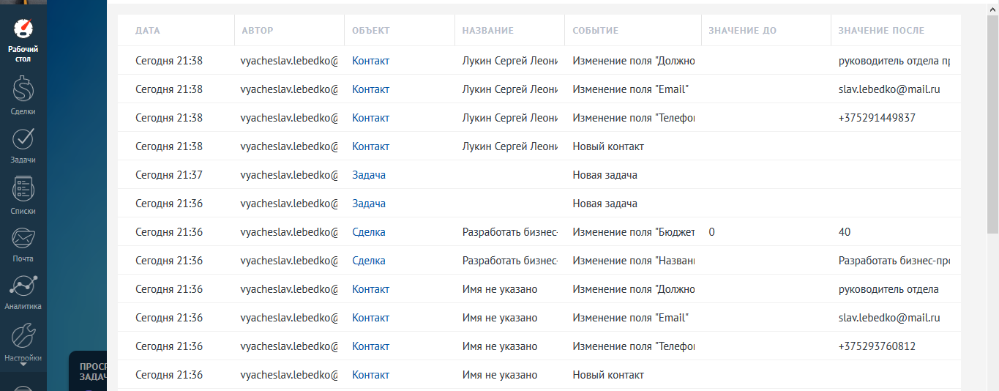 Рабочий
стол
Сделки
Задачи
Списки
Почта
Аналитика
Настройки
ДАТА АВТОР ОБЪЕКТ НАЗВАНИЕ СОБЫТИЕ ЗНАЧЕНИЕ ДО ЗНАЧЕНИЕ ПОСЛЕ
Сегодня 21:38 vyacheslav.lebedko@ Контакт Лукин Сергей Леони Изменение поля "Должно руководитель отдела пр
Сегодня 21:38 vyacheslav.lebedko@ Контакт Лукин Сергей Леони Изменение поля "Email" slav.lebedko@mail.ru
Сегодня 21:38 vyacheslav.lebedko@ Контакт Лукин Сергей Леони Изменение поля "Телефо +375291449837
Сегодня 21:38 vyacheslav.lebedko@ Контакт Лукин Сергей Леони Новый контакт
Сегодня 21:37 vyacheslav.lebedko@ Задача Новая задача
Сегодня 21:36 vyacheslav.lebedko@ Задача Новая задача
Сегодня 21:36 vyacheslav.lebedko@ Сделка Разработать бизнес- Изменение поля "Бюджет 0 40
Сегодня 21:36 vyacheslav.lebedko@ Сделка Разработать бизнес- Изменение поля "Назван Разработать бизнес-про
Сегодня 21:36 vyacheslav.lebedko@ Контакт Имя не указано Изменение поля "Должно руководитель отдела
Сегодня 21:36 vyacheslav.lebedko@ Контакт Имя не указано Изменение поля "Email" slav.lebedko@mail.ru
Сегодня 21:36 vyacheslav.lebedko@ Контакт Имя не указано Изменение поля "Телефо +375293760812
Сегодня 21:36 vyacheslav.lebedko@ Контакт Имя не указано Новый контакт
ПРОСР
ЗАДАЧ